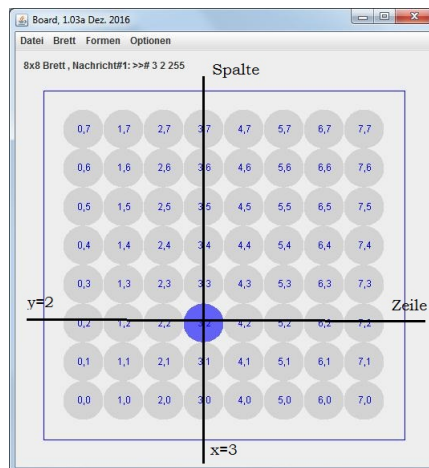 Board, 1.03a Dez. 2016
Datei Brett Formen Optionen
8x8 Brett , Nachricht#1: >># 3 2 255
Spalte
0,7 1,7 2,7 3,7 4,7 5,7 6,7 7,7
0,6 1,6 2,6 3,6 4,6 5,6 6,6 7,6
0,5 1,5 2,5 3,5 4,5 5,5 6,5 7,5
0,4 1,4 2,4 3,4 4,4 5,4 6,4 7,4
0,3 1,3 2,3 3,3 4,3 5,3 6,3 7,3
y=2 Zeile
0,2 1,2 2,2 3,2 4,2 5,2 6,2 7,2
0,1 1,1 2,1 3,1 4,1 5,1 6,1 7,1
0,0 1,0 2,0 3,0 4,0 5,0 6,0 7,0
x=3